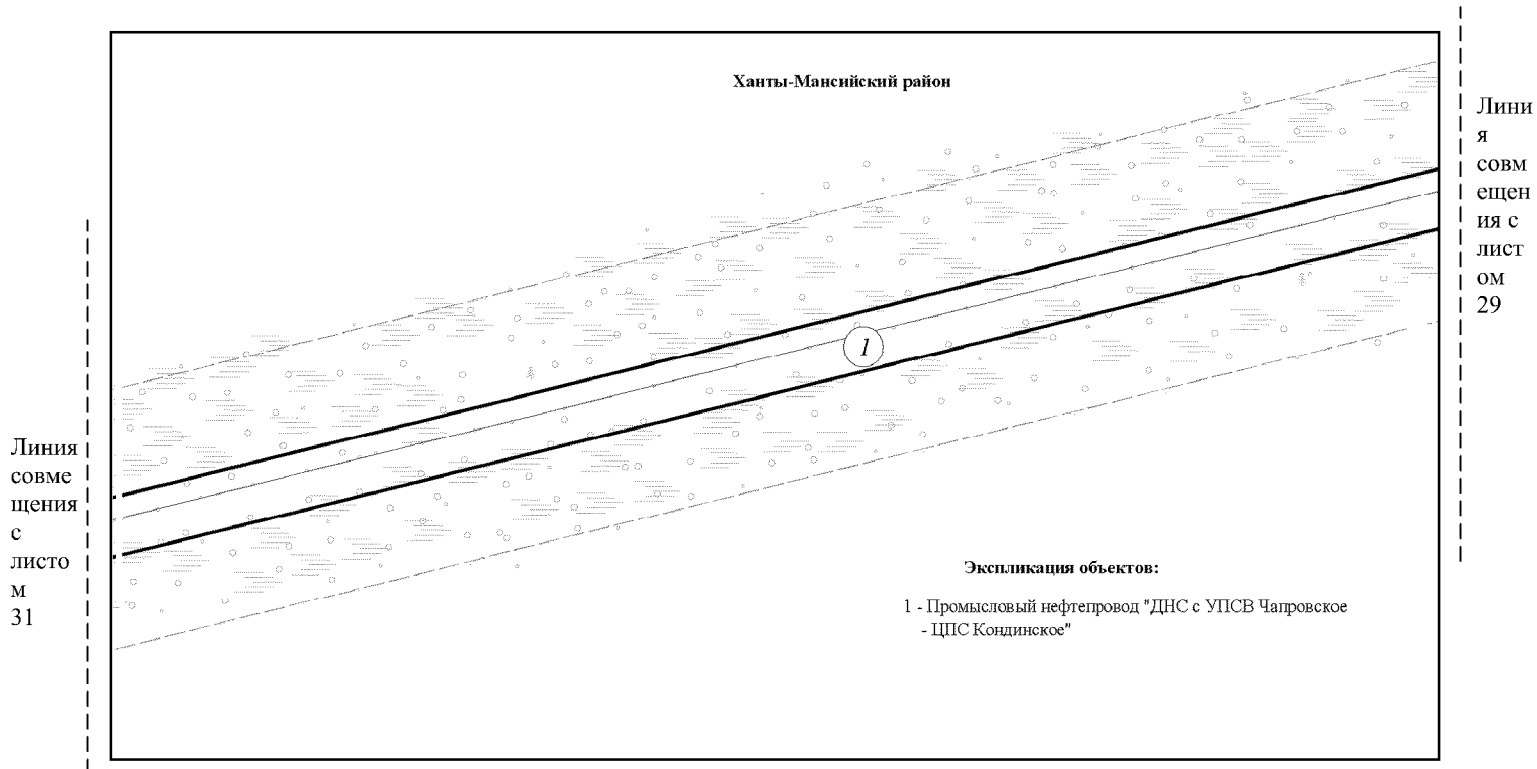 Ханты-Мансийский район
Лини
я
совм
ещен
ия с
лист
ом
29
1
Линия
совме
щения
с
листо
м
31
Экспликация объектов:
1 - Промысловый нефтепровод "ДНС с УПСВ Чапровское
- ЦПС Кондинское"